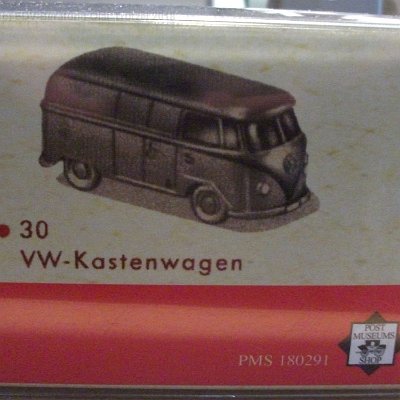 30
VW-Kastenwagen
PMS 180291
POST
MUSEUMS
SHOP